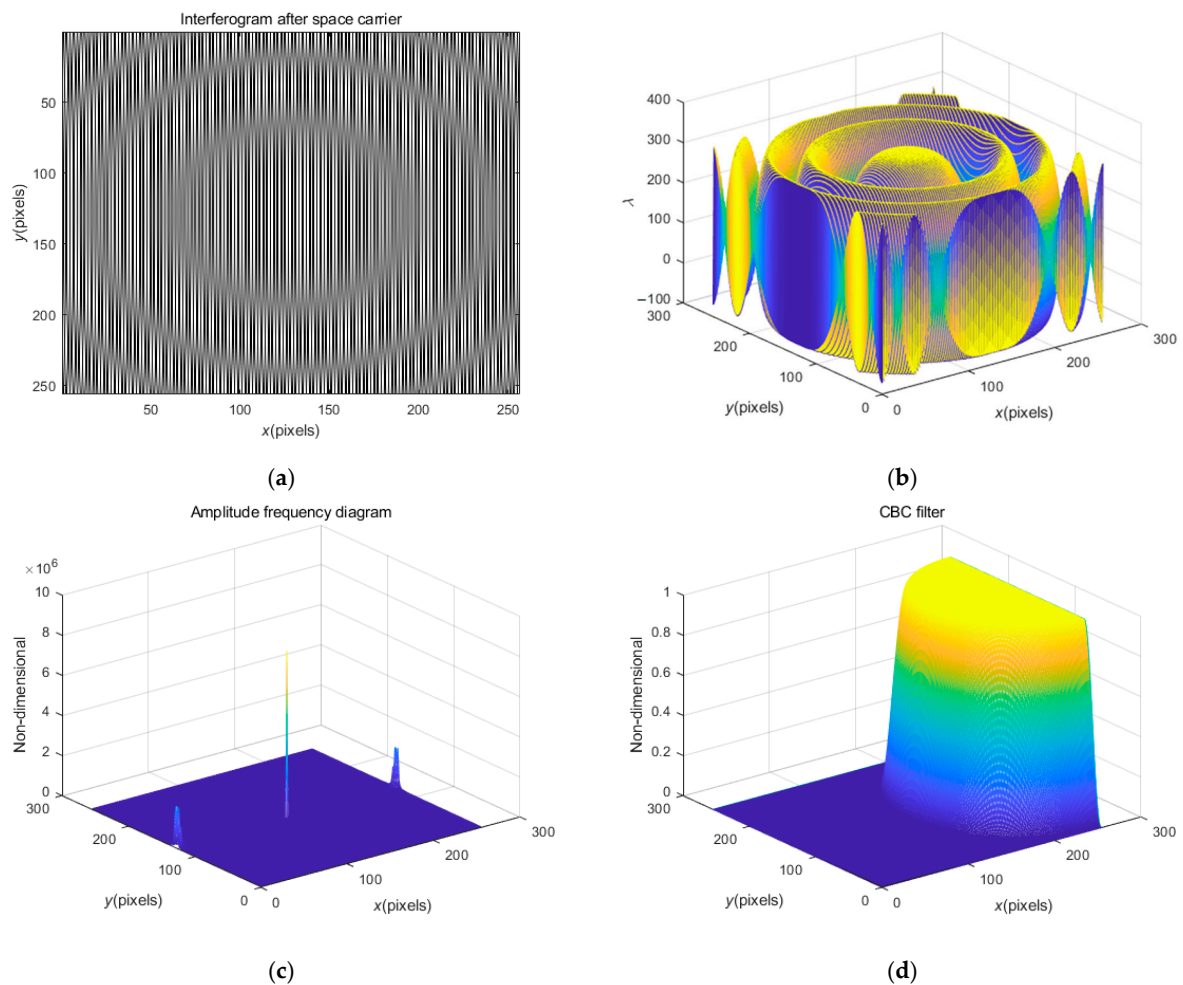 Interferogram after space carrier
50
100
150
200
250
y(pixels)
50
100
150
200
250
x(pixels)
(a)
400
300
200
100
0
−100
λ
300
200
100
0
y(pixels)
0
100
200
300
x(pixels)
(b)
Amplitude frequency diagram
× 10⁶
10
8
6
4
2
0
Non-dimensional
300
200
100
0
y(pixels)
0
100
200
300
x(pixels)
(c)
CBC filter
1
0.8
0.6
0.4
0.2
0
Non-dimensional
300
200
100
0
y(pixels)
0
100
200
300
x(pixels)
(d)